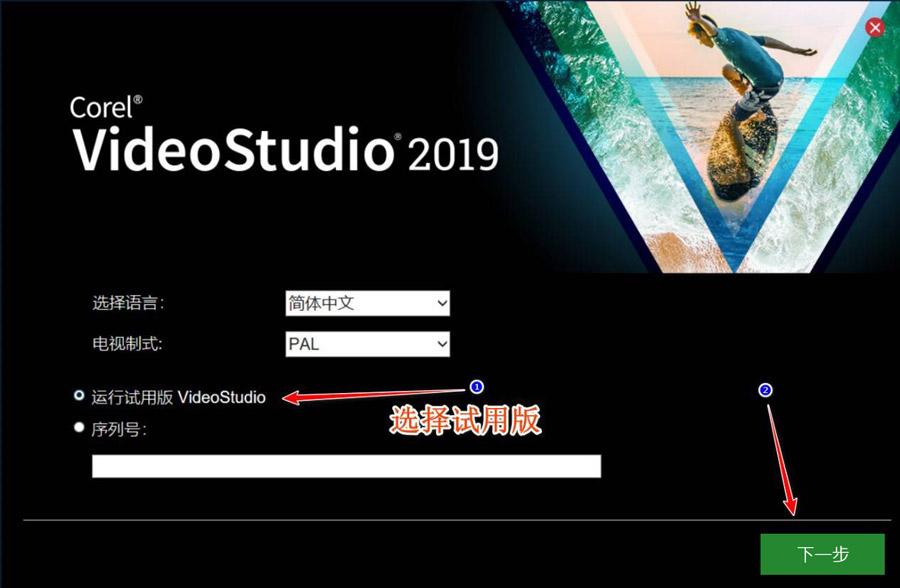 Corel®
VideoStudio® 2019
选择语言:
简体中文
电视制式:
PAL
运行试用版 VideoStudio
1
2
选择试用版
序列号:
下一步